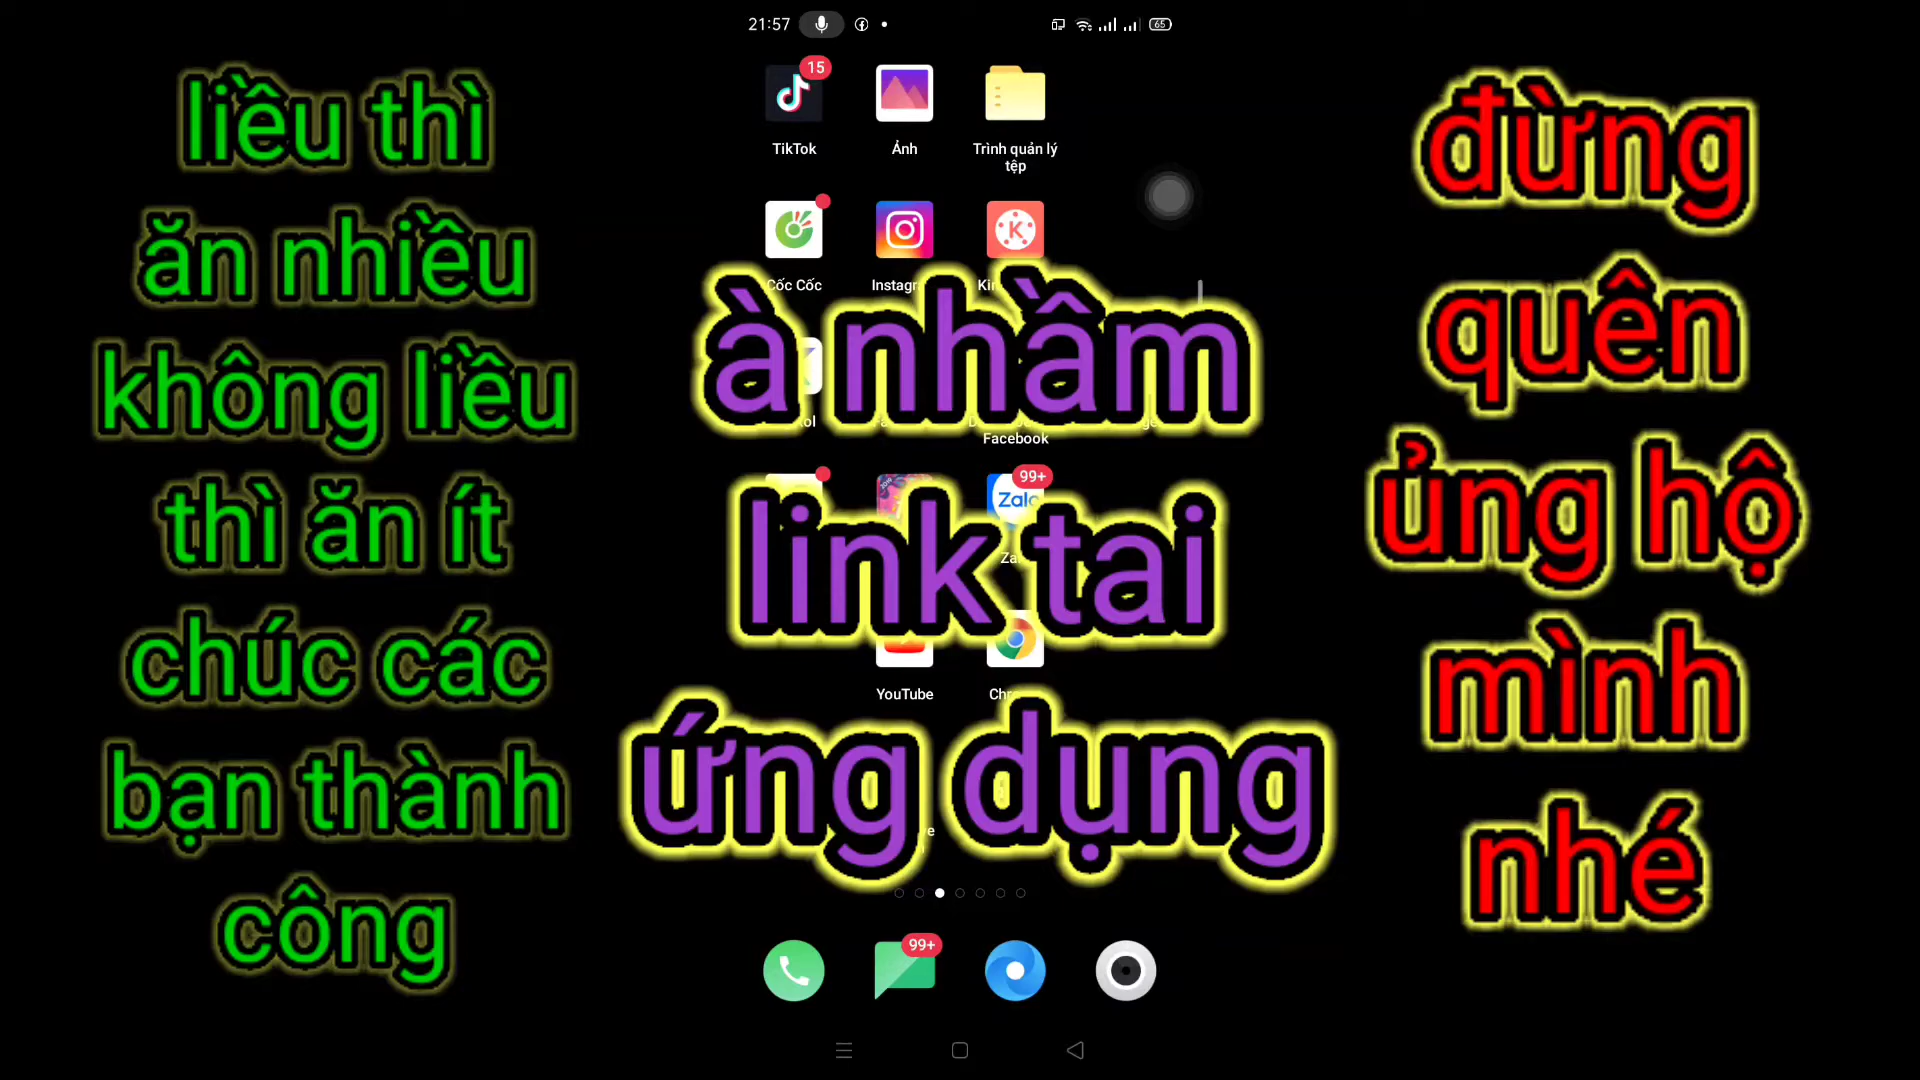 21:57
65
liều thì
ăn nhiều
không liều
thì ăn ít
chúc các
bạn thành
công
15
TikTok
Ảnh
Trình quản lý
tệp
Cốc Cốc
Facebook
99+
YouTube
99+
à nhầm
link tai
ứng dụng
đừng
quên
ủng hộ
mình
nhé